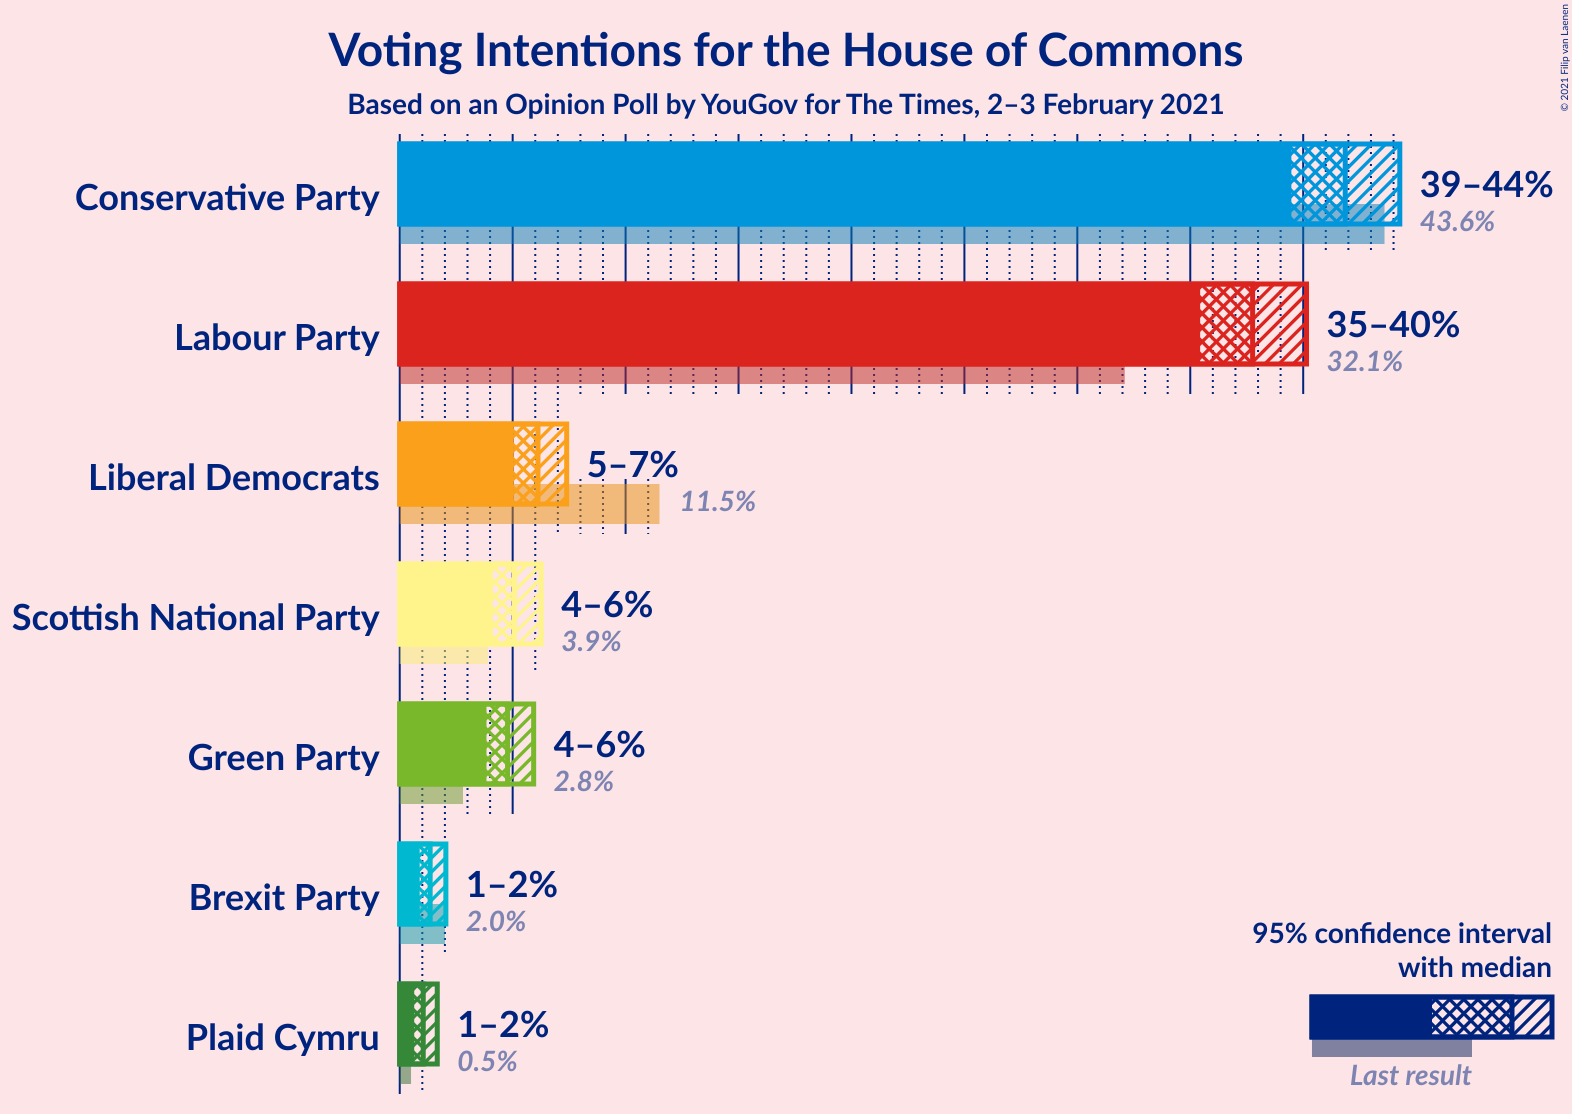 Voting Intentions for the House of Commons
Based on an Opinion Poll by YouGov for The Times, 2–3 February 2021
© 2021 Filip van Laenen
Conservative Party
39–44%
43.6%
Labour Party
35–40%
32.1%
Liberal Democrats
5–7%
11.5%
Scottish National Party
4–6%
3.9%
Green Party
4–6%
2.8%
Brexit Party
1–2%
2.0%
Plaid Cymru
1–2%
0.5%
95% confidence interval
with median
Last result